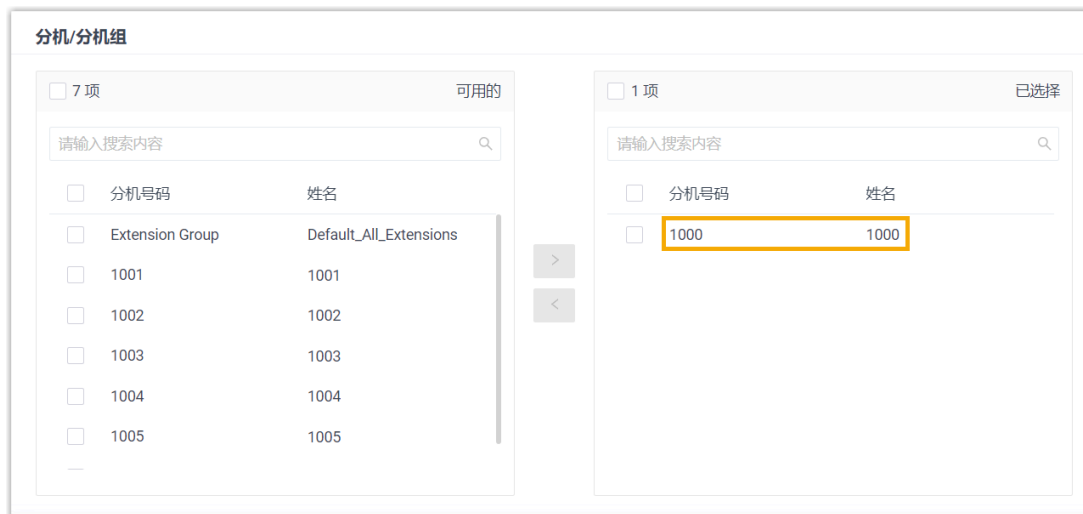 分机/分机组
7 项 可用的
请输入搜索内容
分机号码 姓名
Extension Group Default_All_Extensions
1001 1001
1002 1002
1003 1003
1004 1004
1005 1005
>
<
1 项 已选择
请输入搜索内容
分机号码 姓名
1000 1000